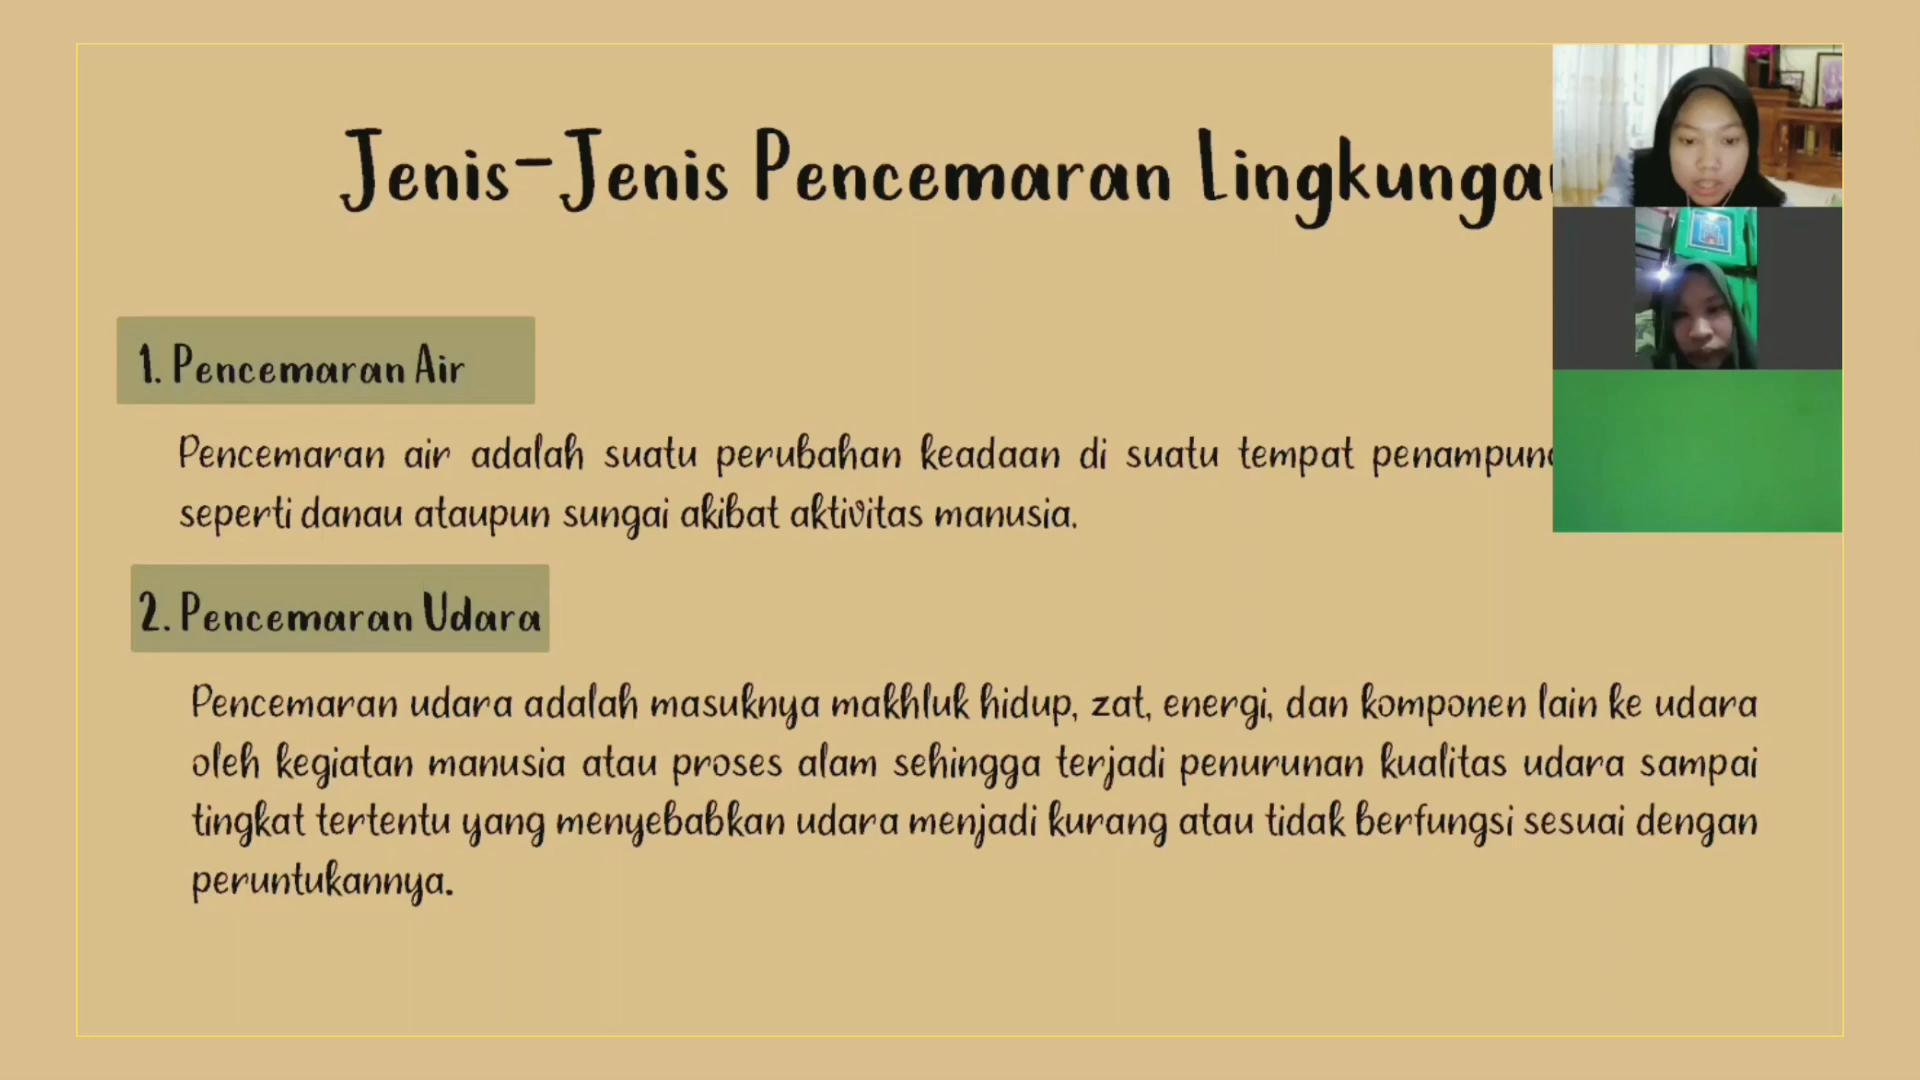 Jenis-Jenis Pencemaran
1. Pencemaran Air
Pencemaran air adalah suatu perubahan keadaan di suatu tempat
seperti danau ataupun sungai akibat aktivitas manusia.
2. Pencemaran Udara
Pencemaran udara adalah masuknya makhluk hidup, zat, energi, dan komponen lain ke udara
oleh kegiatan manusia atau proses alam sehingga terjadi penurunan kualitas udara sampai
tingkat tertentu yang menyebabkan udara menjadi kurang atau tidak berfungsi sesuai dengan
peruntukannya.